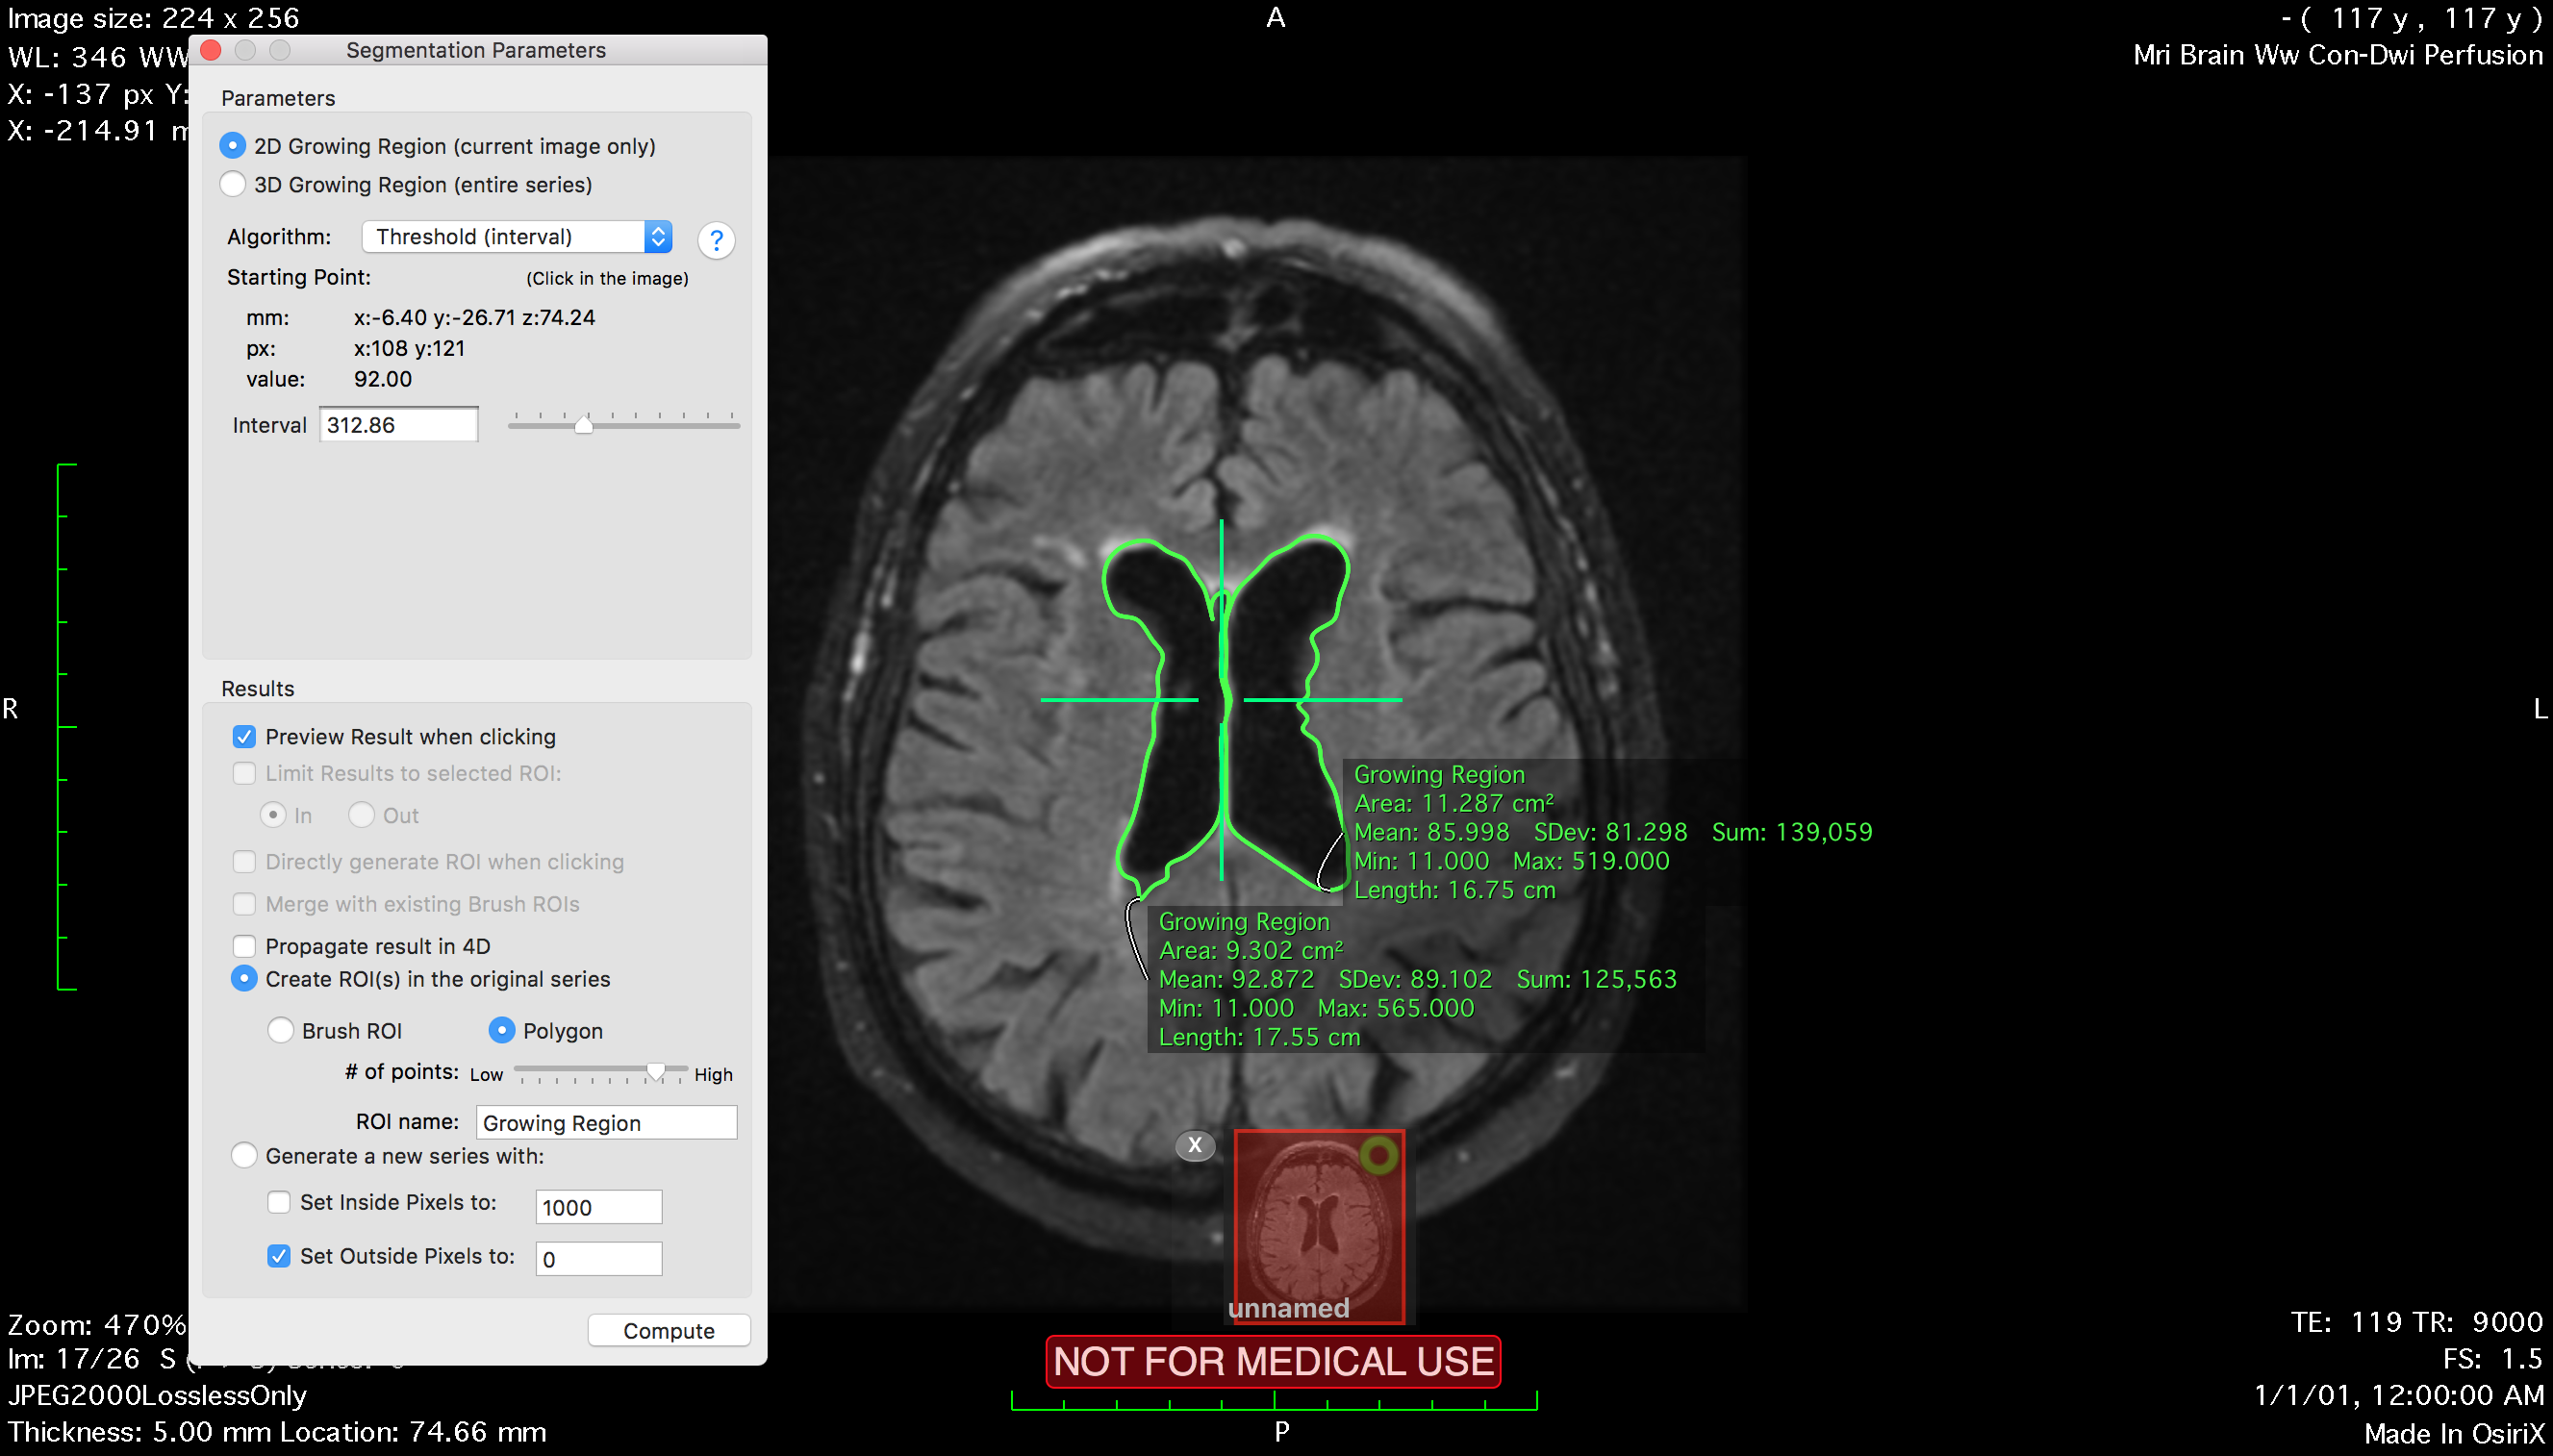 Image size: 224 x 256
WL: 346 WW
X: -137 px Y:
X: -214.91
A
- ( 117 y , 117 y )
Mri Brain Ww Con-Dwi Perfusion
Segmentation Parameters
Parameters
2D Growing Region (current image only)
3D Growing Region (entire series)
Algorithm: Threshold (interval) ?
Starting Point: (Click in the image)
mm: x:-6.40 y:-26.71 z:74.24
px: x:108 y:121
value: 92.00
Interval 312.86
Results
Preview Result when clicking
Limit Results to selected ROI:
In Out
Directly generate ROI when clicking
Merge with existing Brush ROIs
Propagate result in 4D
Create ROI(s) in the original series
Brush ROI Polygon
# of points: Low High
ROI name: Growing Region
Generate a new series with:
Set Inside Pixels to: 1000
Set Outside Pixels to: 0
Compute
R
L
Growing Region
Area: 11.287 cm²
Mean: 85.998 SDev: 81.298 Sum: 139,059
Min: 11.000 Max: 519.000
Length: 16.75 cm
Growing Region
Area: 9.302 cm²
Mean: 92.872 SDev: 89.102 Sum: 125,563
Min: 11.000 Max: 565.000
Length: 17.55 cm
X
unnamed
NOT FOR MEDICAL USE
P
Zoom: 470%
Im: 17/26 S
JPEG2000LosslessOnly
Thickness: 5.00 mm Location: 74.66 mm
TE: 119 TR: 9000
FS: 1.5
1/1/01, 12:00:00 AM
Made In OsiriX